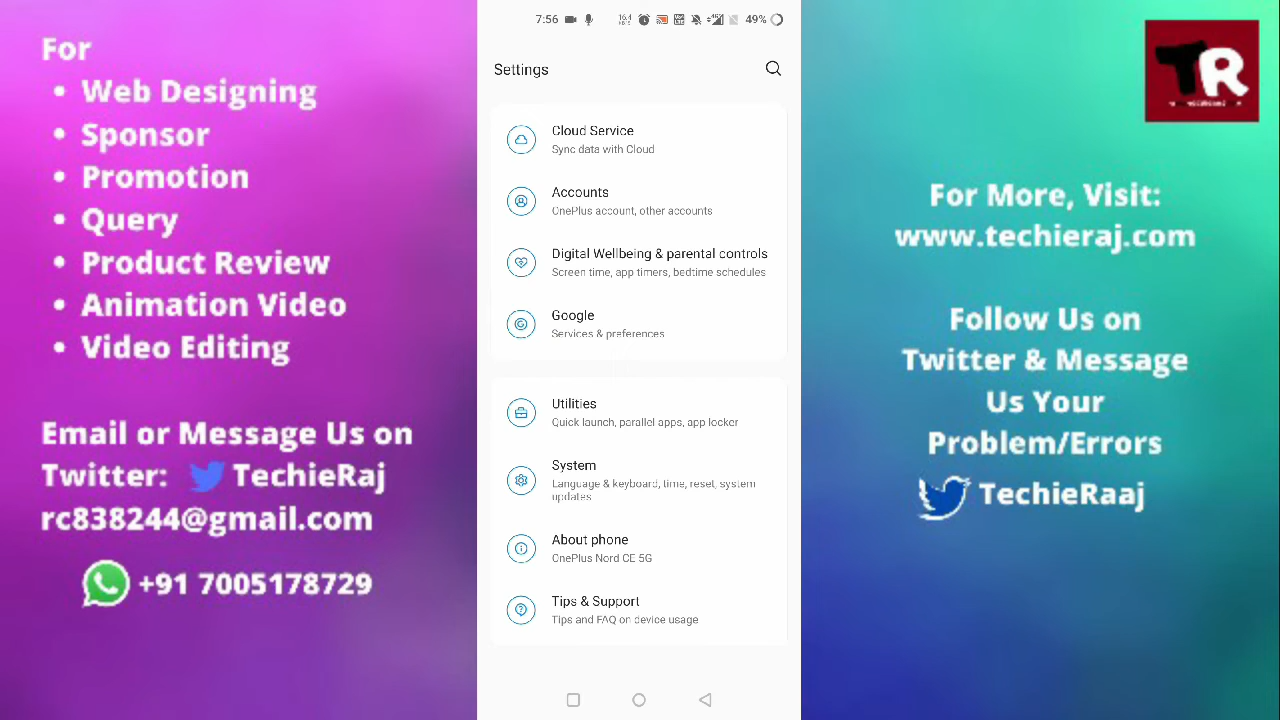 For
• Web Designing
• Sponsor
• Promotion
• Query
• Product Review
• Animation Video
• Video Editing
Email or Message Us on
Twitter: TechieRaj
rc838244@gmail.com
+91 7005178729
7:56 49%
Settings
Cloud Service
Sync data with Cloud
Accounts
OnePlus account, other accounts
Digital Wellbeing & parental controls
Screen time, app timers, bedtime schedules
Google
Services & preferences
Utilities
Quick launch, parallel apps, app locker
System
Language & keyboard, time, reset, system
updates
About phone
OnePlus Nord CE 5G
Tips & Support
Tips and FAQ on device usage
TR
For More, Visit:
www.techieraj.com
Follow Us on
Twitter & Message
Us Your
Problem/Errors
TechieRaaj